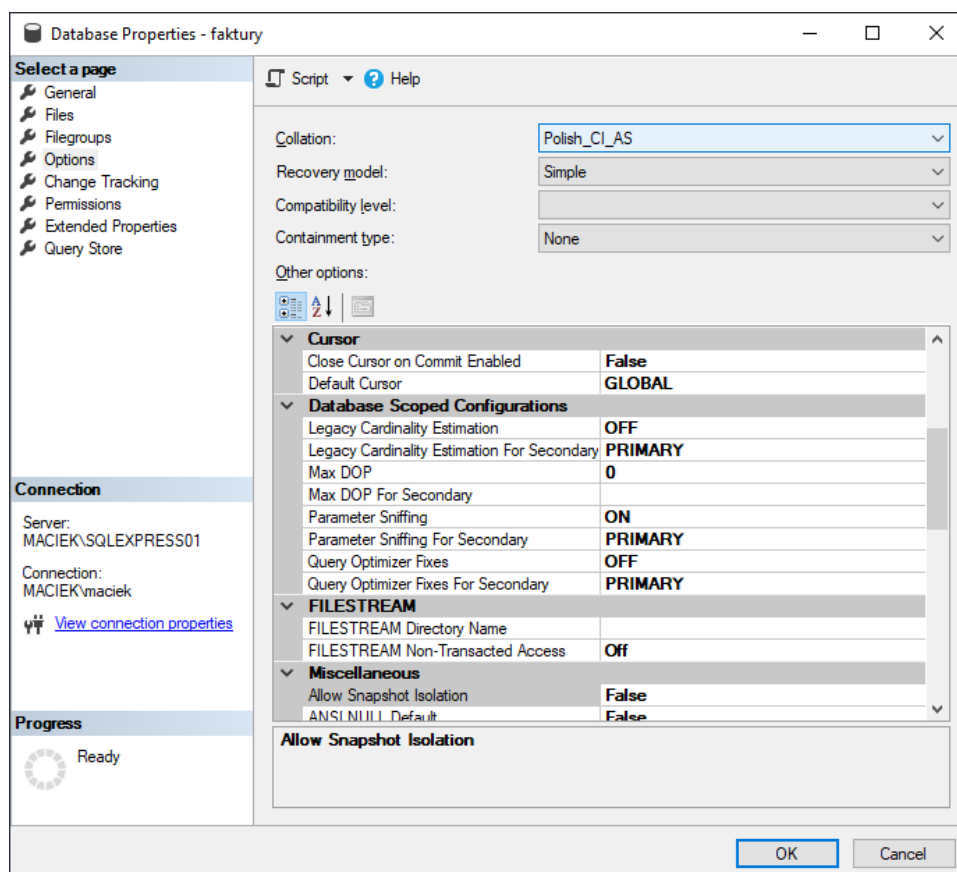 Database Properties - faktury
Select a page
General
Files
Filegroups
Options
Change Tracking
Permissions
Extended Properties
Query Store
Connection
Server:
MACIEK\SQLEXPRESS01
Connection:
MACIEK\maciek
View connection properties
Progress
Ready
Script Help
Collation: Polish_CI_AS
Recovery model: Simple
Compatibility level:
Containment type: None
Other options:
Cursor
Close Cursor on Commit Enabled False
Default Cursor GLOBAL
Database Scoped Configurations
Legacy Cardinality Estimation OFF
Legacy Cardinality Estimation For Secondary PRIMARY
Max DOP 0
Max DOP For Secondary
Parameter Sniffing ON
Parameter Sniffing For Secondary PRIMARY
Query Optimizer Fixes OFF
Query Optimizer Fixes For Secondary PRIMARY
FILESTREAM
FILESTREAM Directory Name
FILESTREAM Non-Transacted Access Off
Miscellaneous
Allow Snapshot Isolation False
ANSI NULL Default False
Allow Snapshot Isolation
OK Cancel